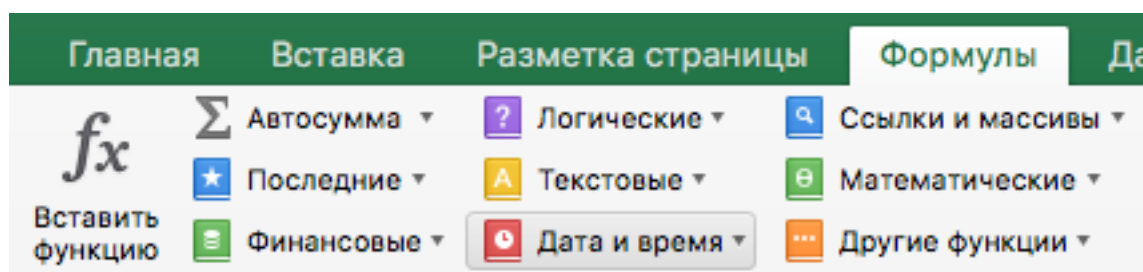 Главная Вставка Разметка страницы Формулы
fx Σ Автосумма ? Логические Ссылки и массивы
Последние A Текстовые θ Математические
Вставить
функцию Финансовые Дата и время Другие функции